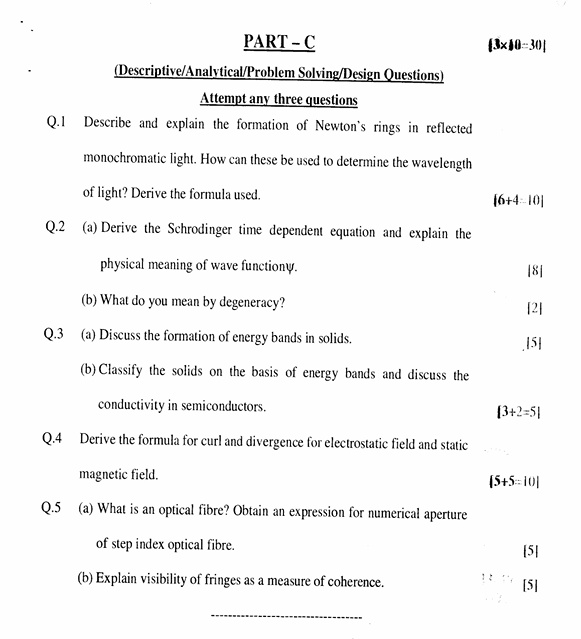 PART – C [3×10=30]
(Descriptive/Analytical/Problem Solving/Design Questions)
Attempt any three questions
Q.1 Describe and explain the formation of Newton's rings in reflected
monochromatic light. How can these be used to determine the wavelength
of light? Derive the formula used. [6+4=10]
Q.2 (a) Derive the Schrodinger time dependent equation and explain the
physical meaning of wave functionψ. [8]
(b) What do you mean by degeneracy? [2]
Q.3 (a) Discuss the formation of energy bands in solids. [5]
(b) Classify the solids on the basis of energy bands and discuss the
conductivity in semiconductors. [3+2=5]
Q.4 Derive the formula for curl and divergence for electrostatic field and static
magnetic field. [5+5=10]
Q.5 (a) What is an optical fibre? Obtain an expression for numerical aperture
of step index optical fibre. [5]
(b) Explain visibility of fringes as a measure of coherence. [5]
----------------------------------